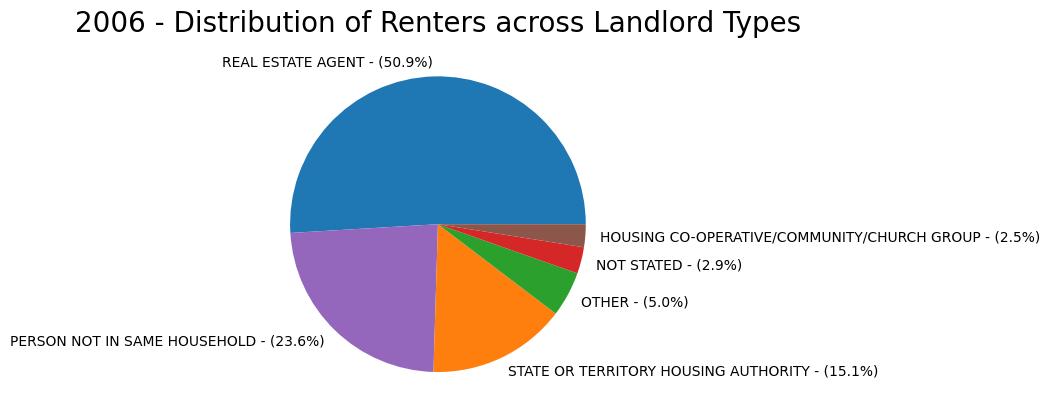 2006 - Distribution of Renters across Landlord Types
REAL ESTATE AGENT - (50.9%)
HOUSING CO-OPERATIVE/COMMUNITY/CHURCH GROUP - (2.5%)
NOT STATED - (2.9%)
OTHER - (5.0%)
PERSON NOT IN SAME HOUSEHOLD - (23.6%)
STATE OR TERRITORY HOUSING AUTHORITY - (15.1%)